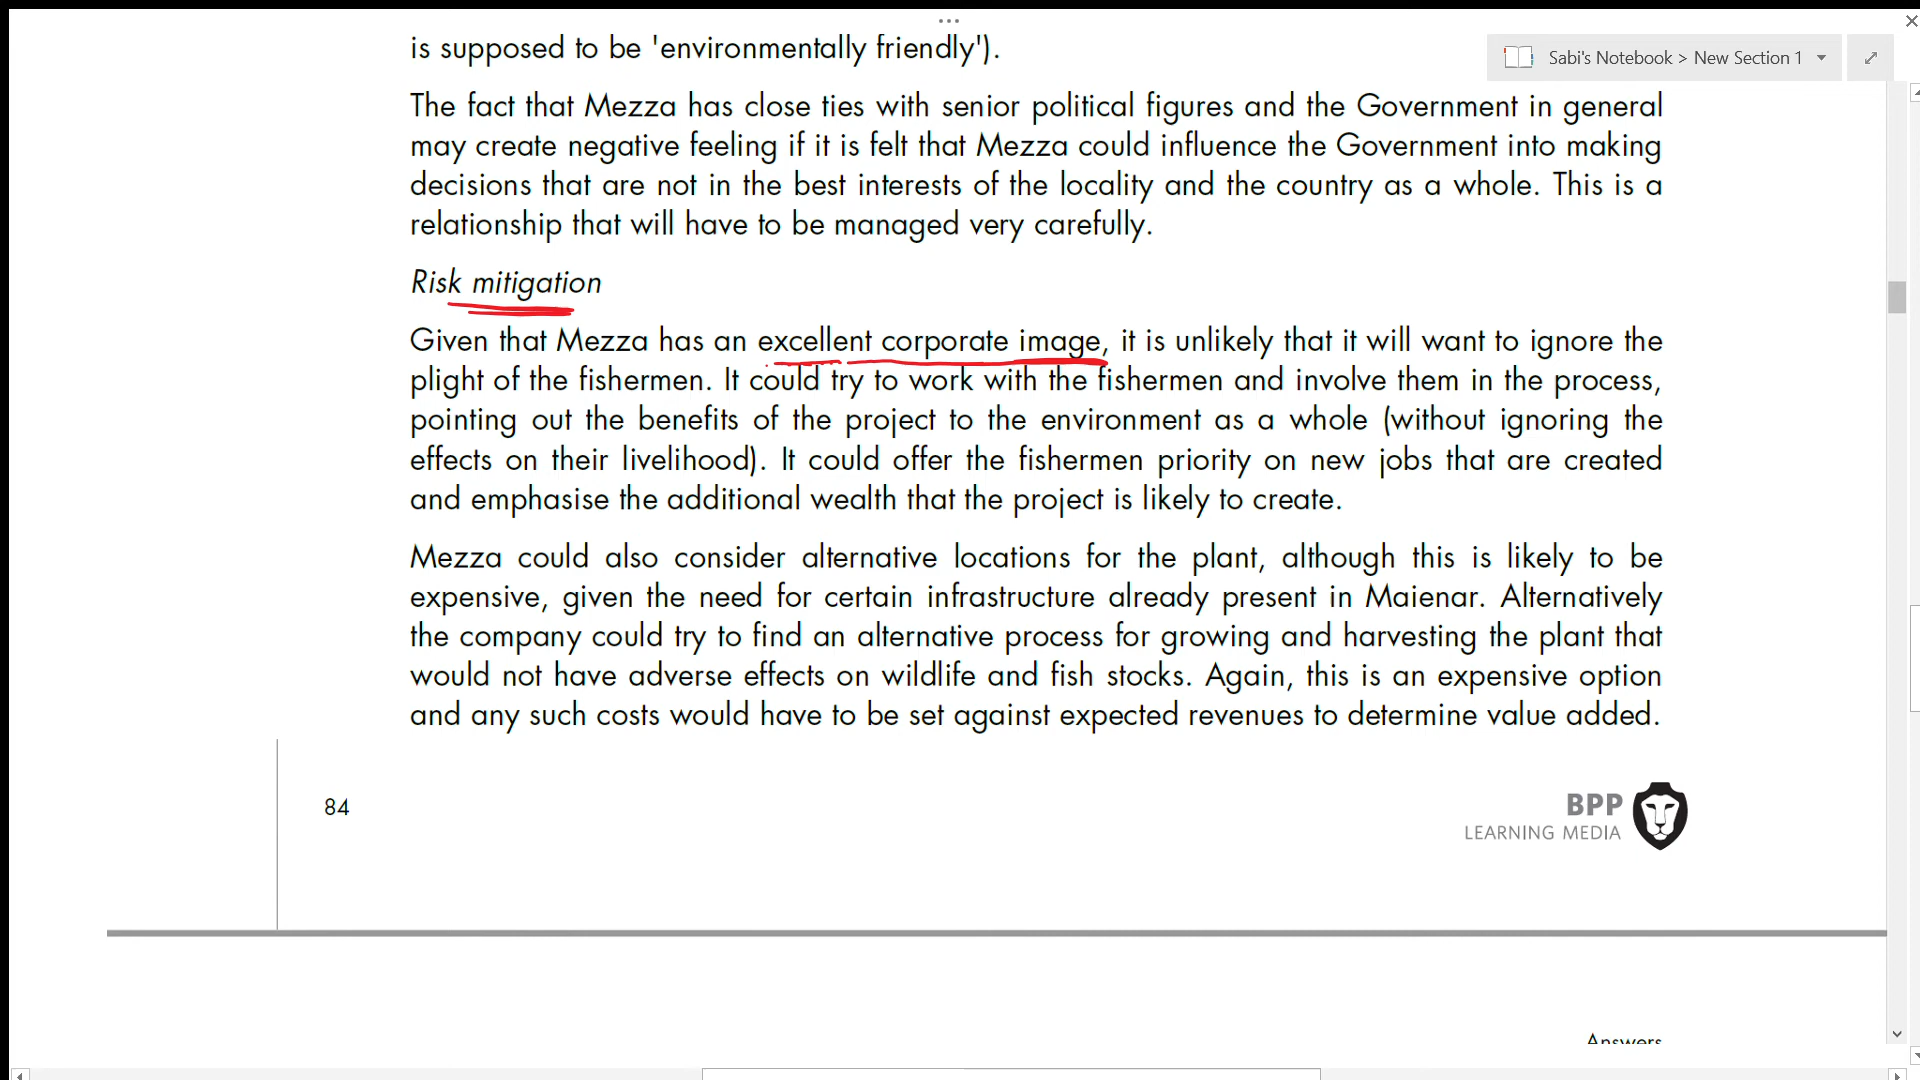 is supposed to be 'environmentally friendly').
Sabi's Notebook > New Section 1
The fact that Mezza has close ties with senior political figures and the Government in general
may create negative feeling if it is felt that Mezza could influence the Government into making
decisions that are not in the best interests of the locality and the country as a whole. This is a
relationship that will have to be managed very carefully.
Risk mitigation
Given that Mezza has an excellent corporate image, it is unlikely that it will want to ignore the
plight of the fishermen. It could try to work with the fishermen and involve them in the process,
pointing out the benefits of the project to the environment as a whole (without ignoring the
effects on their livelihood). It could offer the fishermen priority on new jobs that are created
and emphasise the additional wealth that the project is likely to create.
Mezza could also consider alternative locations for the plant, although this is likely to be
expensive, given the need for certain infrastructure already present in Maienar. Alternatively
the company could try to find an alternative process for growing and harvesting the plant that
would not have adverse effects on wildlife and fish stocks. Again, this is an expensive option
and any such costs would have to be set against expected revenues to determine value added.
84
BPP
LEARNING MEDIA
Answers